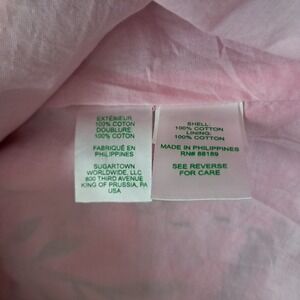 EXTÉRIEUR
100% COTON
DOUBLURE
100% COTON
FABRIQUÉ EN
PHILIPPINES
SUGARTOWN
WORLDWIDE, LLC
800 THIRD AVENUE
KING OF PRUSSIA, PA
USA
SHELL:
100% COTTON
LINING:
100% COTTON
MADE IN PHILIPPINES
RN# 88189
SEE REVERSE
FOR CARE